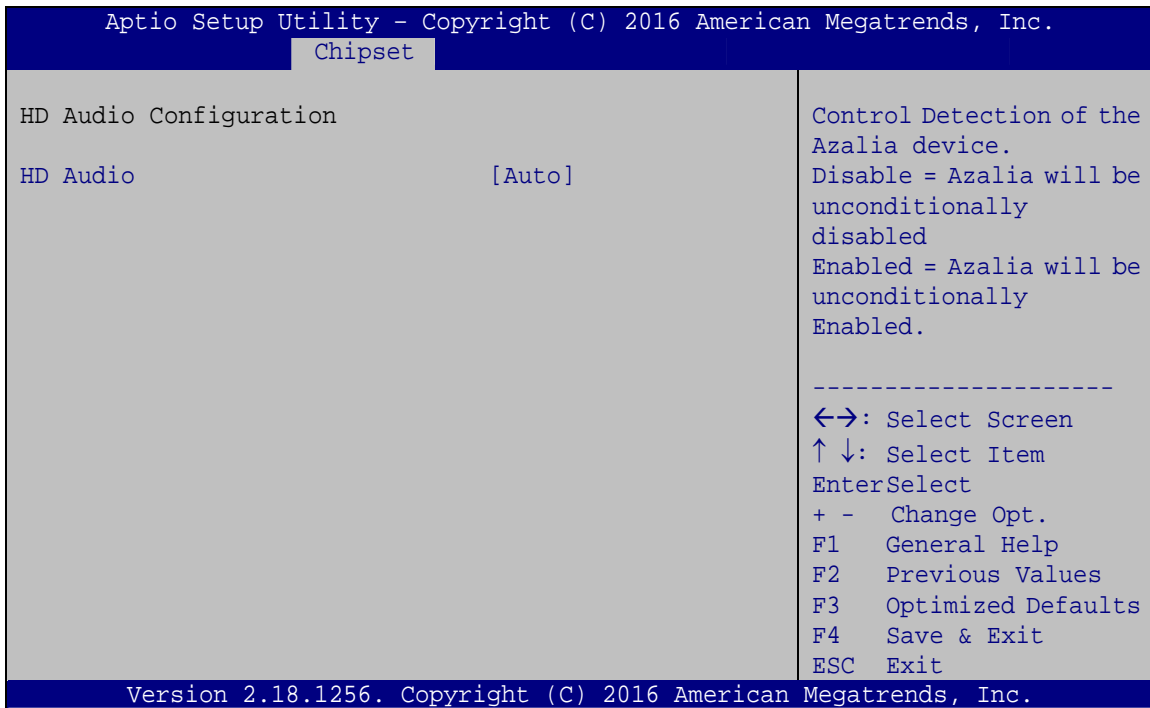 Aptio Setup Utility – Copyright (C) 2016 American Megatrends, Inc.
Chipset
HD Audio Configuration
HD Audio [Auto]
Control Detection of the
Azalia device.
Disable = Azalia will be
unconditionally
disabled
Enabled = Azalia will be
unconditionally
Enabled.
---------------------
←→: Select Screen
↑ ↓: Select Item
EnterSelect
+ - Change Opt.
F1 General Help
F2 Previous Values
F3 Optimized Defaults
F4 Save & Exit
ESC Exit
Version 2.18.1256. Copyright (C) 2016 American Megatrends, Inc.